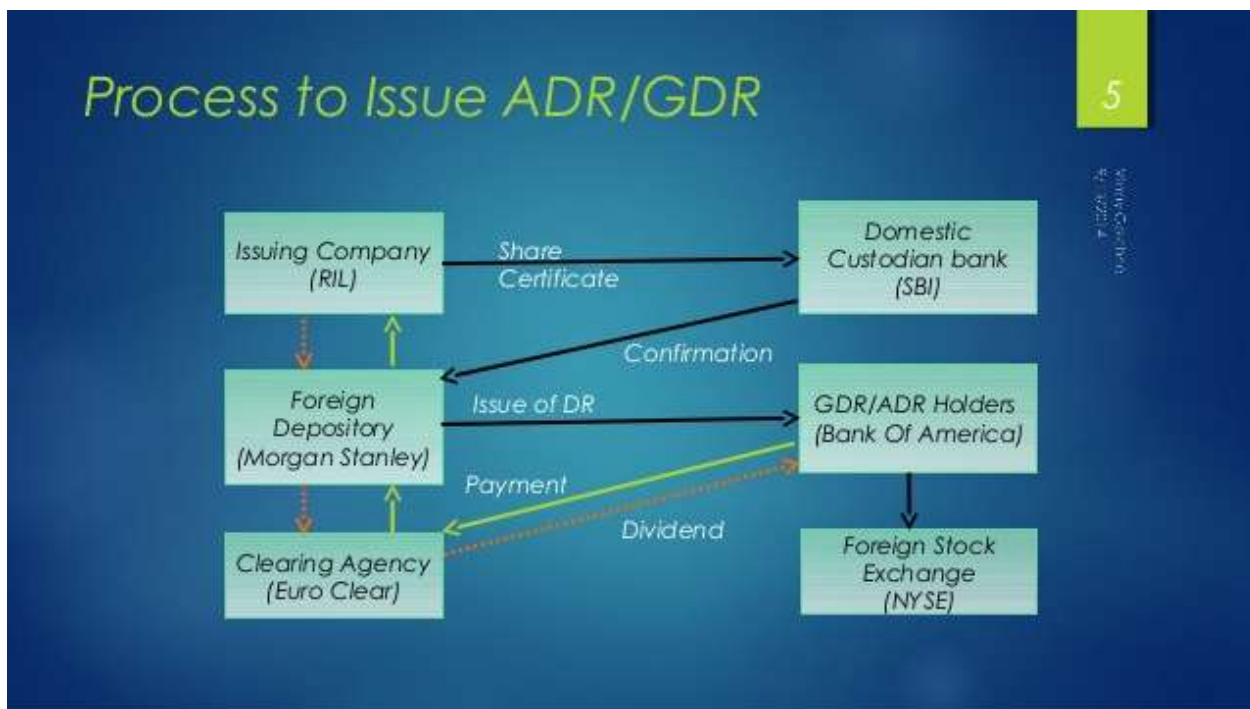 Process to Issue ADR/GDR
5
Issuing Company
(RIL)
Share
Certificate
Domestic
Custodian bank
(SBI)
Confirmation
Foreign
Depository
(Morgan Stanley)
Issue of DR
GDR/ADR Holders
(Bank Of America)
Payment
Dividend
Clearing Agency
(Euro Clear)
Foreign Stock
Exchange
(NYSE)